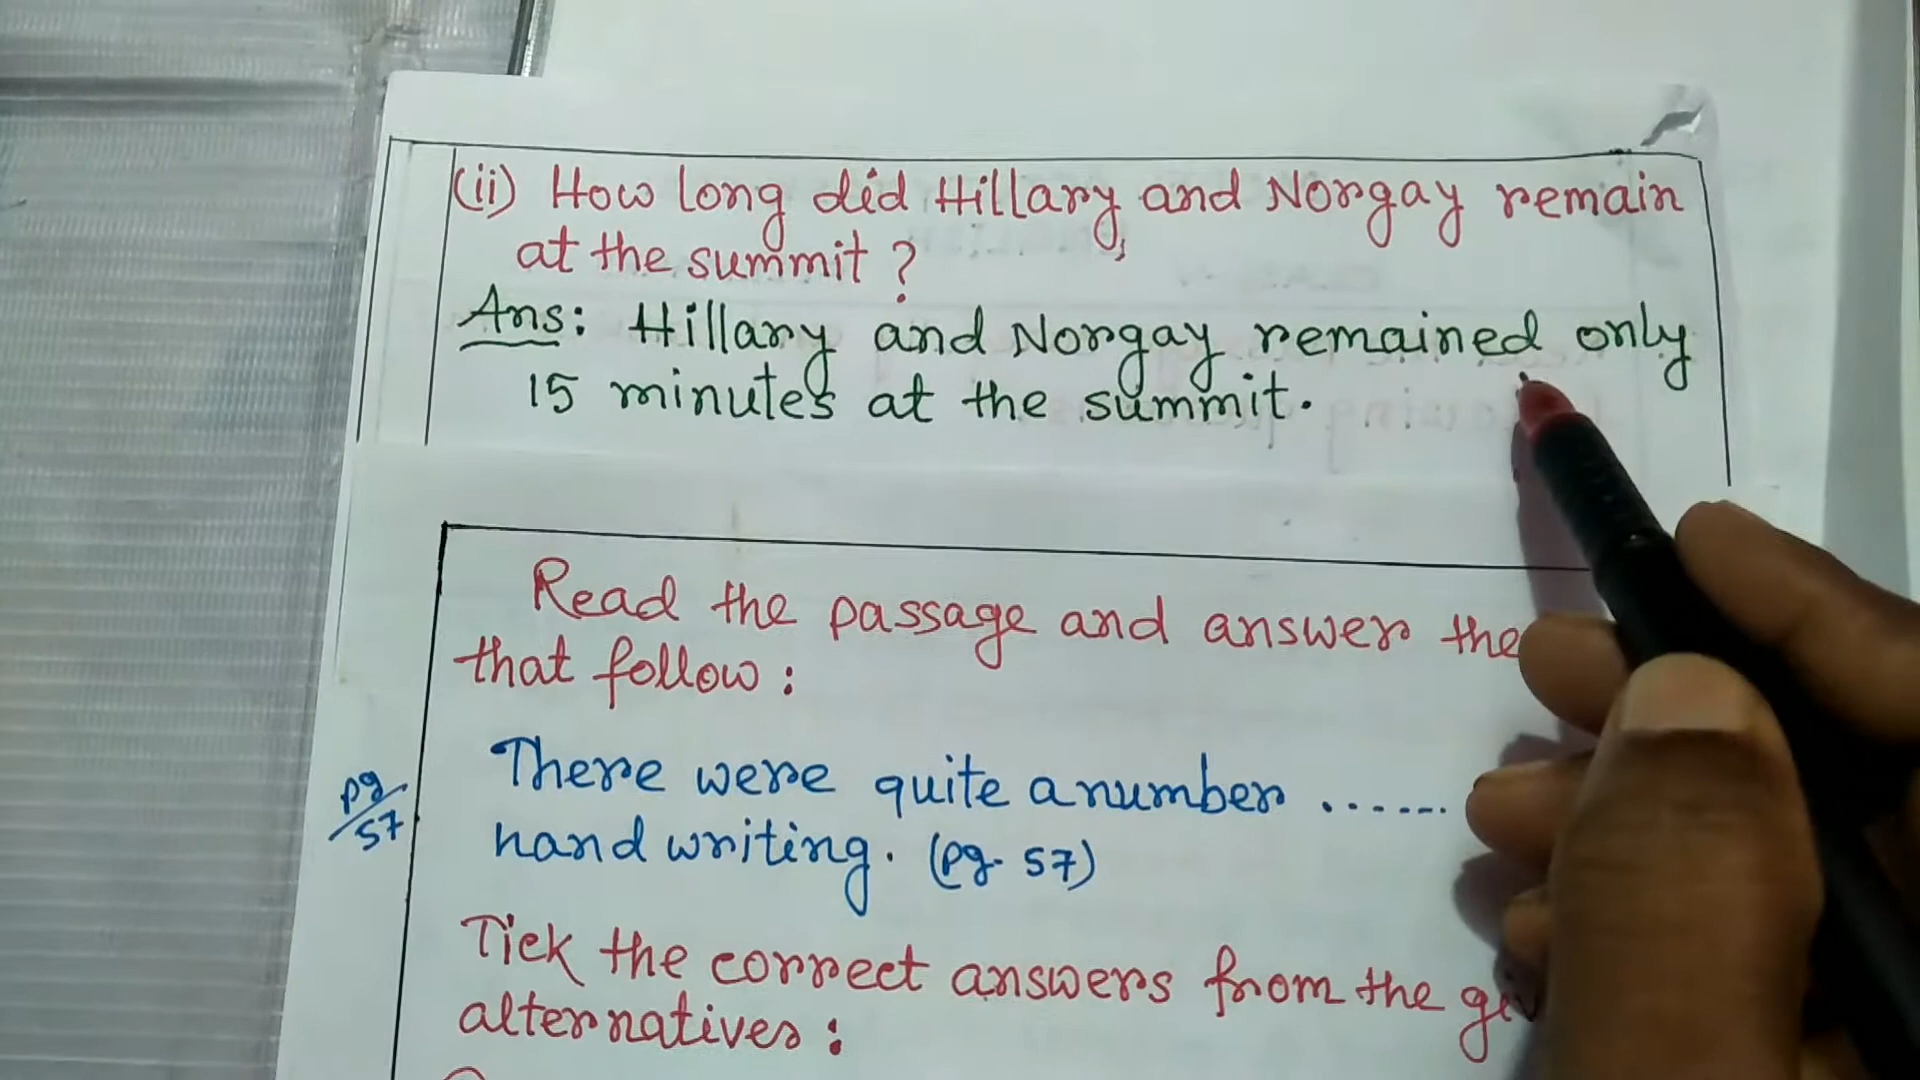 (ii) How long did Hillary and Norgay remain
at the summit ?
Ans: Hillary and Norgay remained only
15 minutes at the summit.
Read the passage and answer the
that follow :
There were quite a number ......
hand writing. (pg. 57)
pg.
57
Tick the correct answers from the
alternatives :